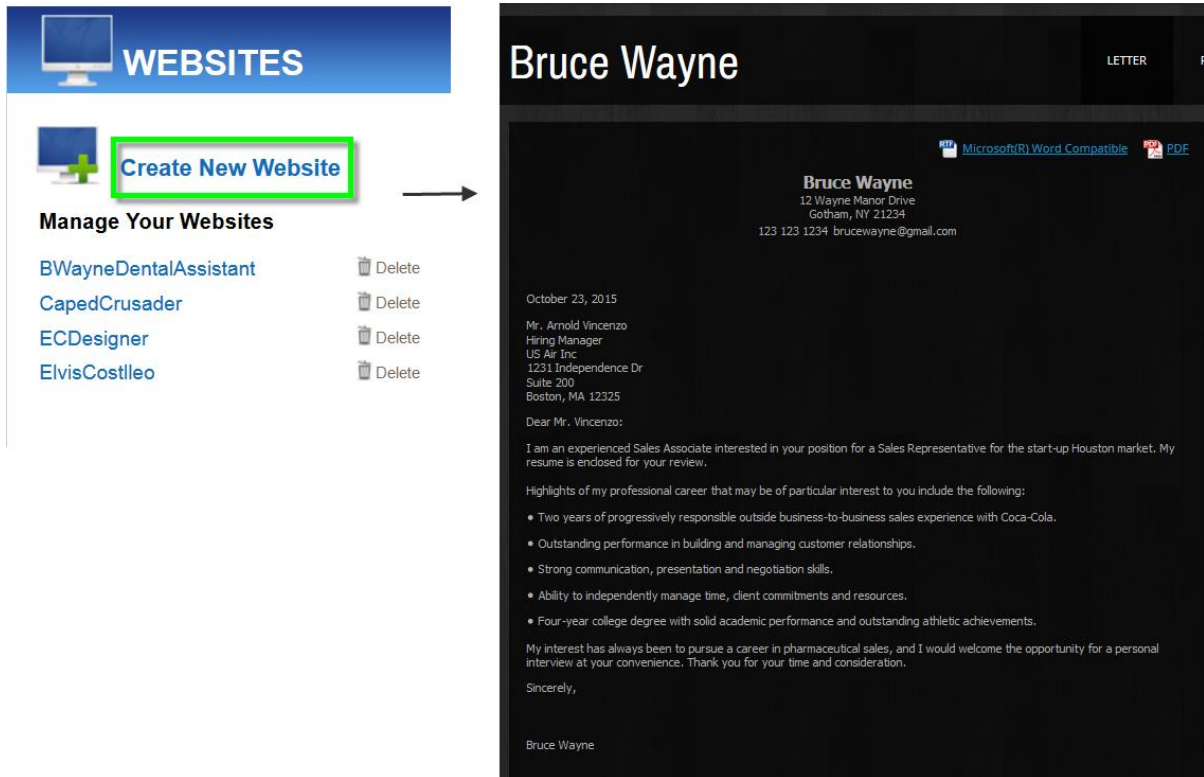 WEBSITES
Create New Website
Manage Your Websites
BWayneDentalAssistant Delete
CapedCrusader Delete
ECDesigner Delete
ElvisCostlleo Delete
Bruce Wayne
LETTER
RTF Microsoft(R) Word Compatible PDF PDF
Bruce Wayne
12 Wayne Manor Drive
Gotham, NY 21234
123 123 1234 brucewayne@gmail.com
October 23, 2015
Mr. Arnold Vincenzo
Hiring Manager
US Air Inc
1231 Independence Dr
Suite 200
Boston, MA 12325
Dear Mr. Vincenzo:
I am an experienced Sales Associate interested in your position for a Sales Representative for the start-up Houston market. My
resume is enclosed for your review.
Highlights of my professional career that may be of particular interest to you include the following:
• Two years of progressively responsible outside business-to-business sales experience with Coca-Cola.
• Outstanding performance in building and managing customer relationships.
• Strong communication, presentation and negotiation skills.
• Ability to independently manage time, client commitments and resources.
• Four-year college degree with solid academic performance and outstanding athletic achievements.
My interest has always been to pursue a career in pharmaceutical sales, and I would welcome the opportunity for a personal
interview at your convenience. Thank you for your time and consideration.
Sincerely,
Bruce Wayne